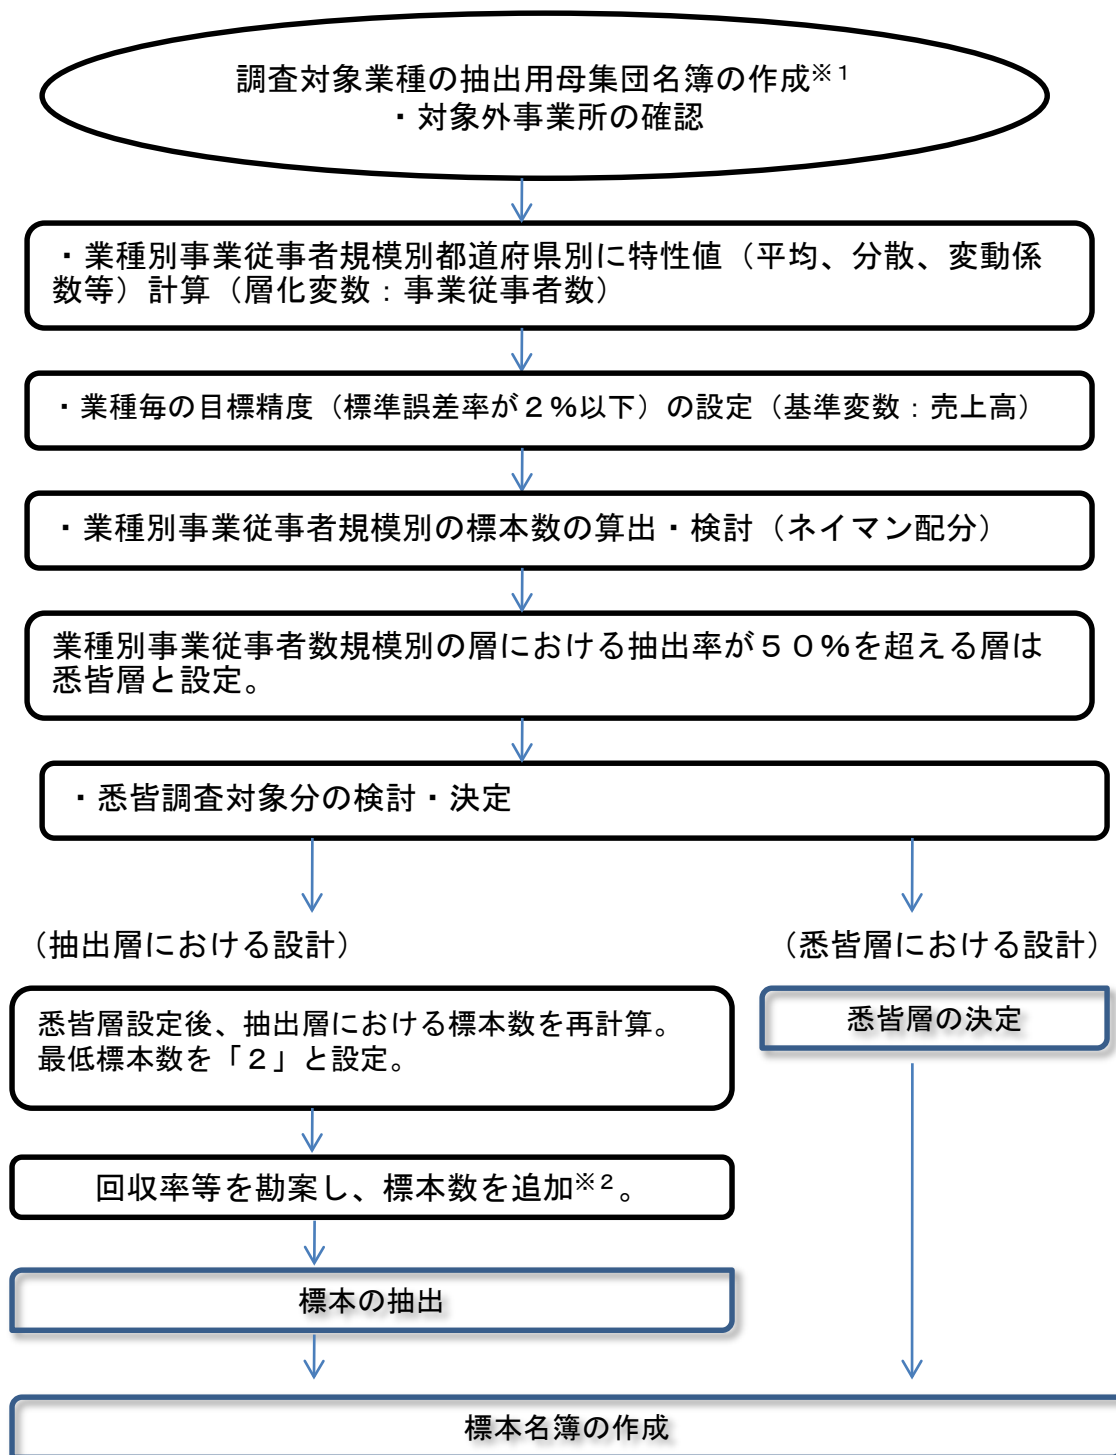 調査対象業種の抽出用母集団名簿の作成※1
・対象外事業所の確認
・業種別事業従事者規模別都道府県別に特性値（平均、分散、変動係
数等）計算（層化変数：事業従事者数）
・業種毎の目標精度（標準誤差率が２％以下）の設定（基準変数：売上高）
・業種別事業従事者規模別の標本数の算出・検討（ネイマン配分）
業種別事業従事者数規模別の層における抽出率が５０％を超える層は
悉皆層と設定。
・悉皆調査対象分の検討・決定
（抽出層における設計）
（悉皆層における設計）
悉皆層設定後、抽出層における標本数を再計算。
最低標本数を「２」と設定。
悉皆層の決定
回収率等を勘案し、標本数を追加※2。
標本の抽出
標本名簿の作成